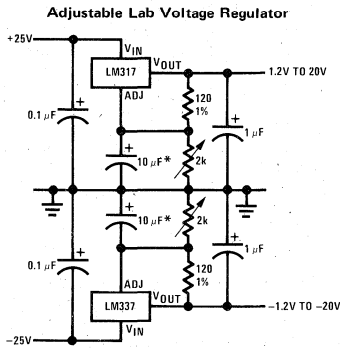 Adjustable Lab Voltage Regulator
+25V
VIN
LM317
VOUT
1.2V TO 20V
ADJ
0.1 μF
+
120
1%
+
1 μF
+
10 μF*
2k
+
10 μF*
2k
+
0.1 μF
+
120
1%
+
1 μF
ADJ
LM337
VOUT
−1.2V TO −20V
VIN
−25V